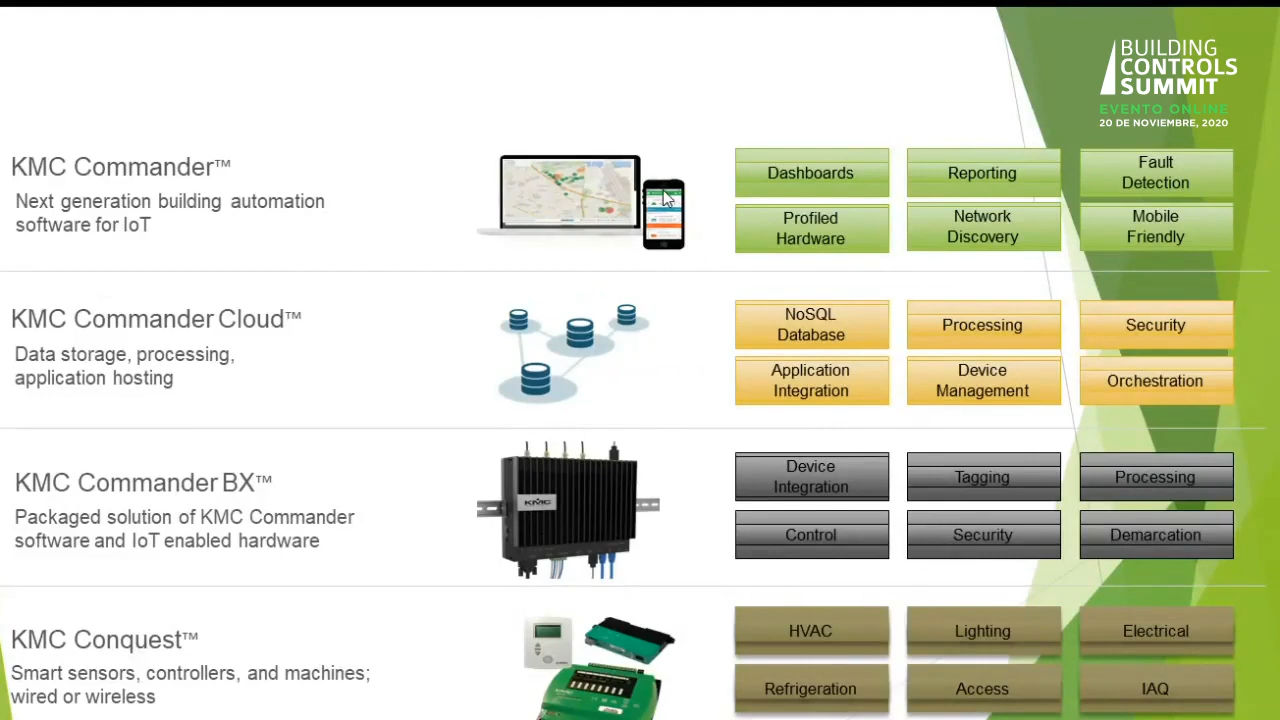 BUILDING
CONTROLS
SUMMIT
EVENTO ONLINE
20 DE NOVIEMBRE, 2020
KMC Commander™
Next generation building automation
software for IoT
Dashboards
Reporting
Fault
Detection
Profiled
Hardware
Network
Discovery
Mobile
Friendly
KMC Commander Cloud™
Data storage, processing,
application hosting
NoSQL
Database
Processing
Security
Application
Integration
Device
Management
Orchestration
KMC Commander BX™
Packaged solution of KMC Commander
software and IoT enabled hardware
KMC
Device
Integration
Tagging
Processing
Control
Security
Demarcation
KMC Conquest™
Smart sensors, controllers, and machines;
wired or wireless
KMC
HVAC
Lighting
Electrical
Refrigeration
Access
IAQ